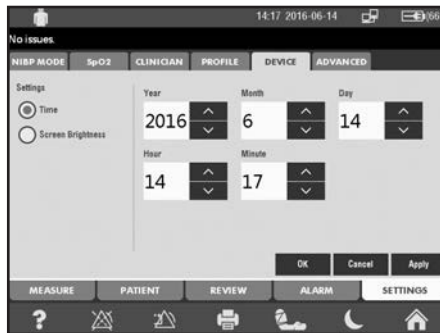 14:17 2016-06-14 (66
No issues.
NIBP MODE SpO2 CLINICIAN PROFILE DEVICE ADVANCED
Settings
Time
Screen Brightness
Year Month Day
2016 6 14
Hour Minute
14 17
OK Cancel Apply
MEASURE PATIENT REVIEW ALARM SETTINGS
?